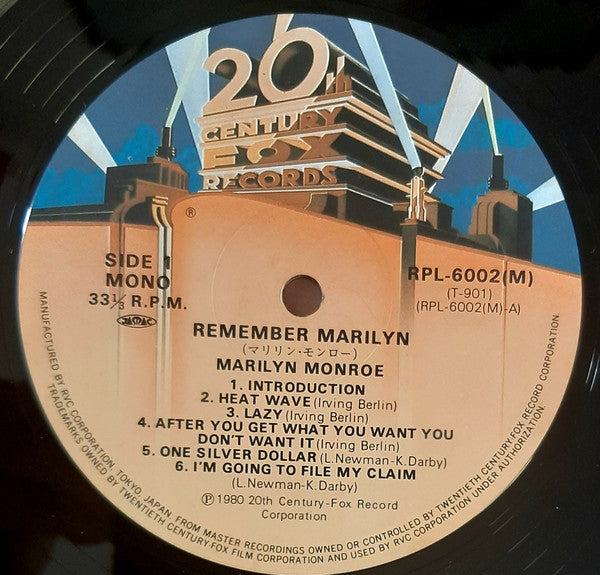 20th
CENTURY
FOX
RECORDS
®
SIDE 1
MONO
33⅓ R.P.M.
JASRAC
RPL-6002(M)
(T-901)
(RPL-6002(M)-A)
REMEMBER MARILYN
(マリリン・モンロー)
MARILYN MONROE
1. INTRODUCTION
2. HEAT WAVE (Irving Berlin)
3. LAZY (Irving Berlin)
4. AFTER YOU GET WHAT YOU WANT YOU
DON'T WANT IT (Irving Berlin)
5. ONE SILVER DOLLAR (L.Newman-K.Darby)
6. I'M GOING TO FILE MY CLAIM
(L.Newman-K.Darby)
Ⓟ 1980 20th Century-Fox Record
Corporation
MANUFACTURED BY RVC CORPORATION, TOKYO, JAPAN, FROM MASTER RECORDINGS OWNED OR CONTROLLED BY TWENTIETH CENTURY-FOX RECORD CORPORATION.
TRADEMARKS OWNED BY TWENTIETH CENTURY-FOX FILM CORPORATION AND USED BY RVC CORPORATION UNDER AUTHORIZATION.